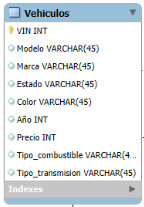 Vehiculos
VIN INT
Modelo VARCHAR(45)
Marca VARCHAR(45)
Estado VARCHAR(45)
Color VARCHAR(45)
Año INT
Precio INT
Tipo_combustible VARCHAR(4...
Tipo_transmision VARCHAR(45)
Indexes